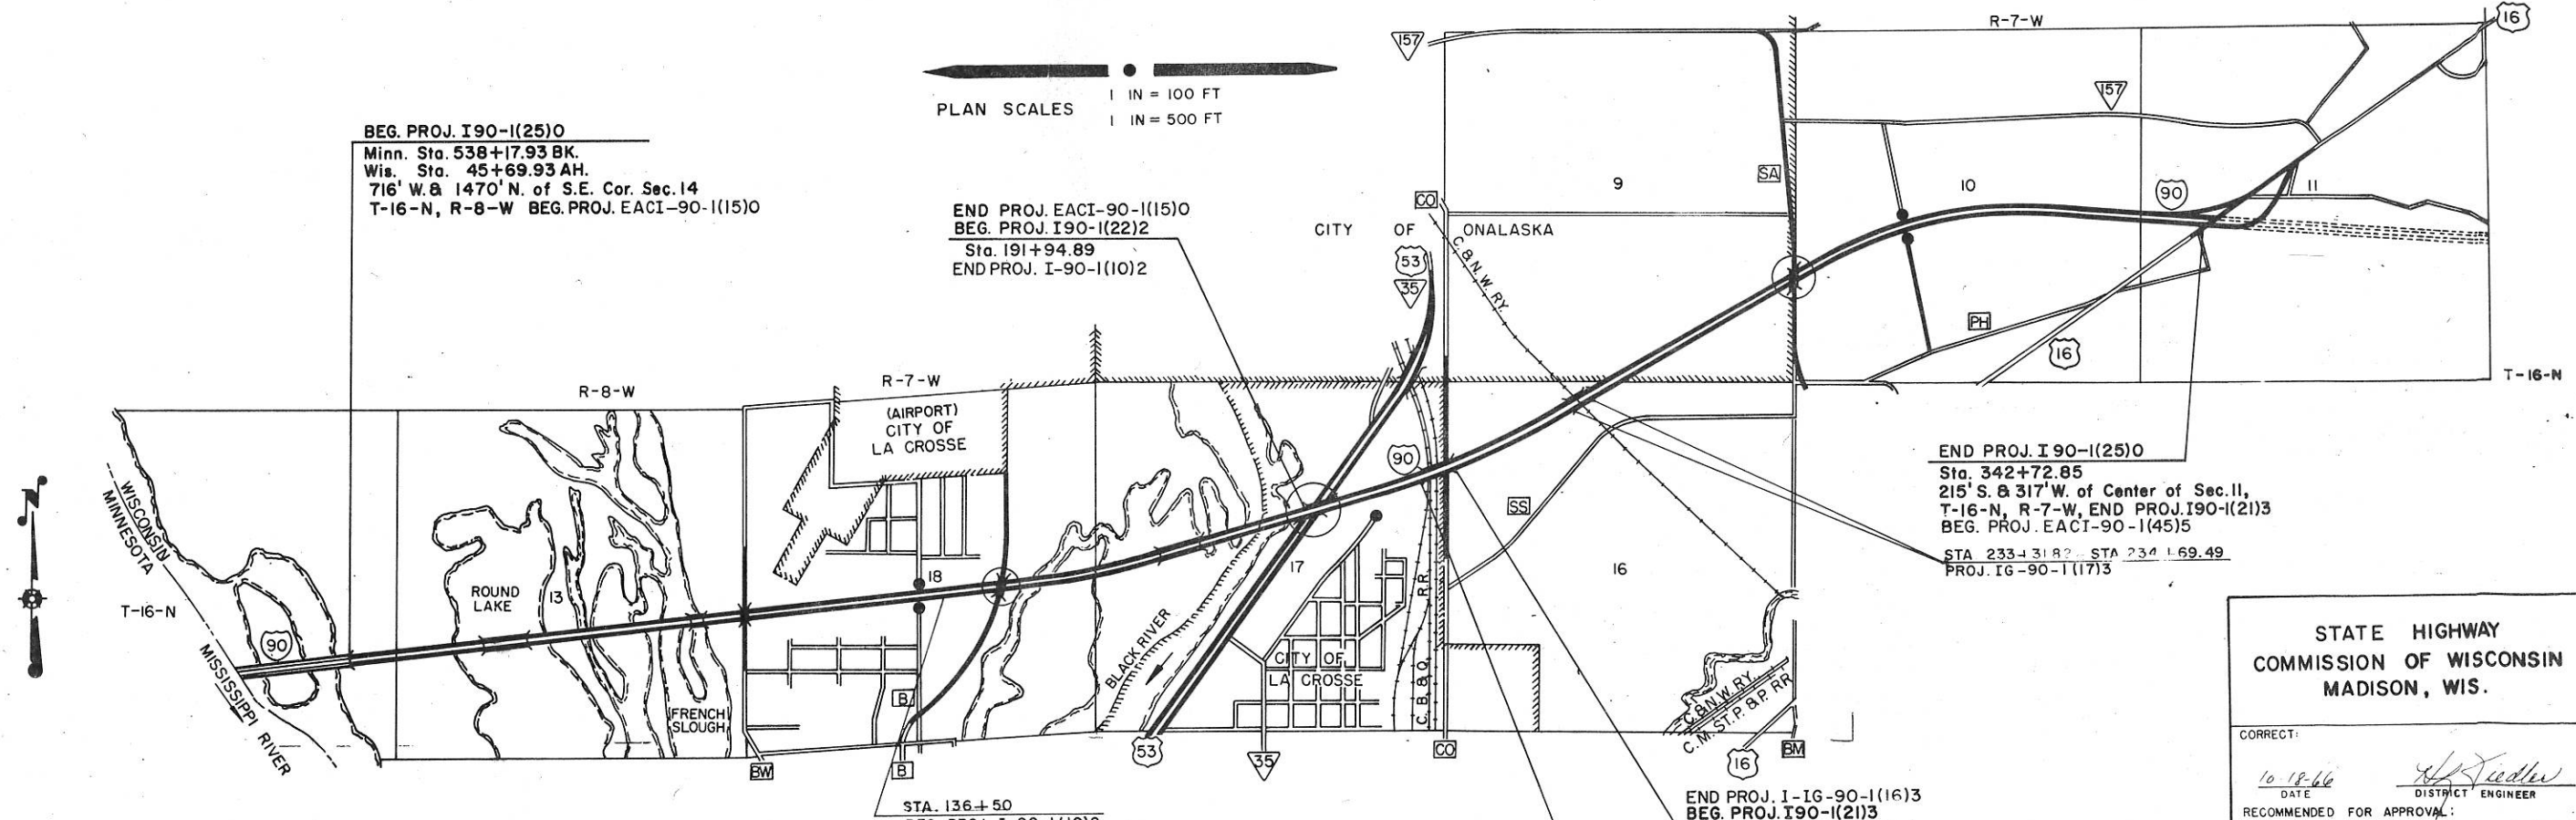 R-7-W
16
157
PLAN SCALES
1 IN = 100 FT
1 IN = 500 FT
157
BEG. PROJ. I90-1(25)0
Minn. Sta. 538+17.93 BK.
Wis. Sta. 45+69.93 AH.
716' W. & 1470' N. of S.E. Cor. Sec. 14
T-16-N, R-8-W BEG. PROJ. EACI-90-1(15)0
SA
9
10
90
11
END PROJ. EACI-90-1(15)0
BEG. PROJ. I90-1(22)2
Sta. 191+94.89
END PROJ. I-90-1(10)2
CO
CITY OF ONALASKA
53
35
C. & N.W. RY.
PH
16
T-16-N
R-8-W
R-7-W
(AIRPORT)
CITY OF
LA CROSSE
90
END PROJ. I 90-1(25)0
Sta. 342+72.85
215' S. & 317' W. of Center of Sec. 11,
T-16-N, R-7-W, END PROJ. I90-1(21)3
BEG. PROJ. EACI-90-1(45)5
STA 234+69.49
PROJ. IG-90-1(17)3
N
WISCONSIN
MINNESOTA
SS
18
17
16
ROUND
LAKE
13
T-16-N
90
MISSISSIPPI RIVER
BLACK RIVER
CITY OF
LA CROSSE
C.B. & Q. R.R.
FRENCH
SLOUGH
B
C. & N.W. RY.
C.M. ST. P. & P. RR
BW
B
53
35
CO
16
BM
STA. 136+50
END PROJ. I-IG-90-1(16)3
BEG. PROJ. I90-1(21)3
STATE HIGHWAY
COMMISSION OF WISCONSIN
MADISON, WIS.
CORRECT:
10-18-66
DATE
DISTRICT ENGINEER
RECOMMENDED FOR APPROVAL: